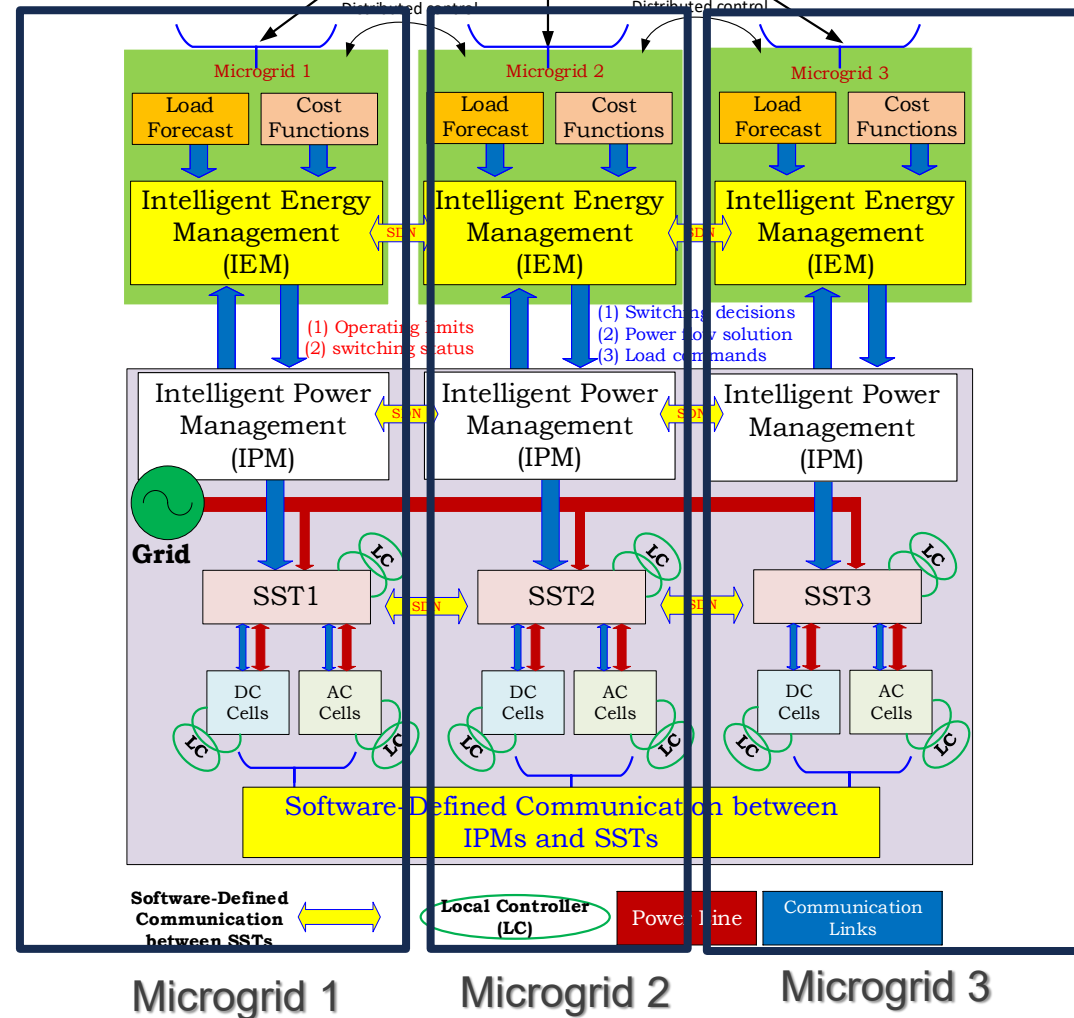 Distributed control
Distributed control
Microgrid 1
Microgrid 2
Microgrid 3
Load
Forecast
Cost
Functions
Load
Forecast
Cost
Functions
Load
Forecast
Cost
Functions
Intelligent Energy
Management
(IEM)
SDN
Intelligent Energy
Management
(IEM)
SDN
Intelligent Energy
Management
(IEM)
(1) Operating limits
(2) switching status
(1) Switching decisions
(2) Power flow solution
(3) Load commands
Intelligent Power
Management
(IPM)
SDN
Intelligent Power
Management
(IPM)
SDN
Intelligent Power
Management
(IPM)
Grid
LC
LC
LC
SST1
SDN
SST2
SDN
SST3
DC
Cells
AC
Cells
DC
Cells
AC
Cells
DC
Cells
AC
Cells
LC
LC
LC
LC
LC
LC
Software-Defined Communication between
IPMs and SSTs
Software-Defined
Communication
between SSTs
Local Controller
(LC)
Power Line
Communication
Links
Microgrid 1
Microgrid 2
Microgrid 3